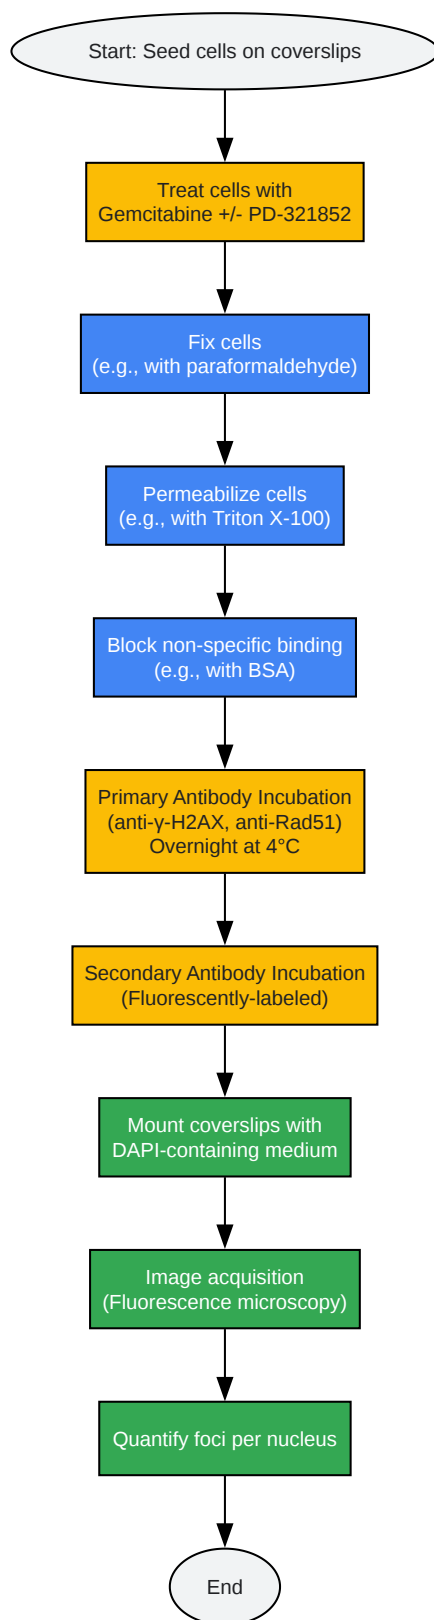 Start: Seed cells on coverslips
Treat cells with
Gemcitabine +/- PD-321852
Fix cells
(e.g., with paraformaldehyde)
Permeabilize cells
(e.g., with Triton X-100)
Block non-specific binding
(e.g., with BSA)
Primary Antibody Incubation
(anti-γ-H2AX, anti-Rad51)
Overnight at 4°C
Secondary Antibody Incubation
(Fluorescently-labeled)
Mount coverslips with
DAPI-containing medium
Image acquisition
(Fluorescence microscopy)
Quantify foci per nucleus
End